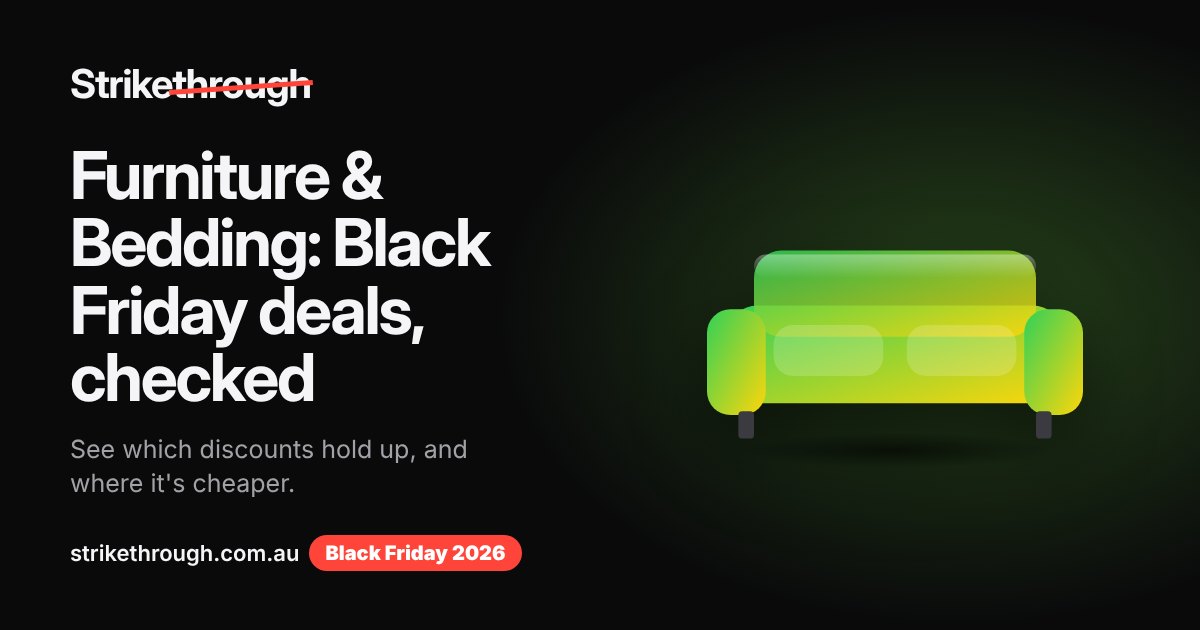 Strikethrough
Furniture &
Bedding: Black
Friday deals,
checked
See which discounts hold up, and
where it's cheaper.
strikethrough.com.au
Black Friday 2026